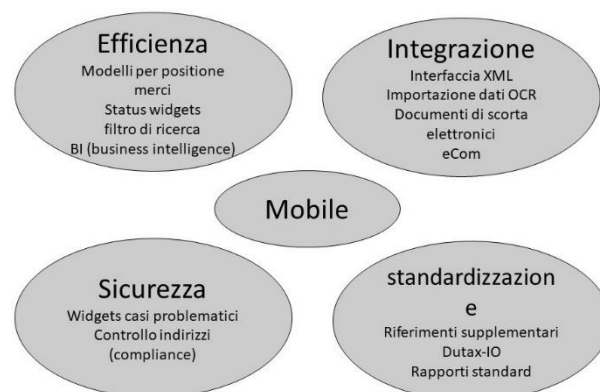 Efficienza
Modelli per positione
merci
Status widgets
filtro di ricerca
BI (business intelligence)
Integrazione
Interfaccia XML
Importazione dati OCR
Documenti di scorta
elettronici
eCom
Mobile
Sicurezza
Widgets casi problematici
Controllo indirizzi
(compliance)
standardizzazion
e
Riferimenti supplementari
Dutax-IO
Rapporti standard